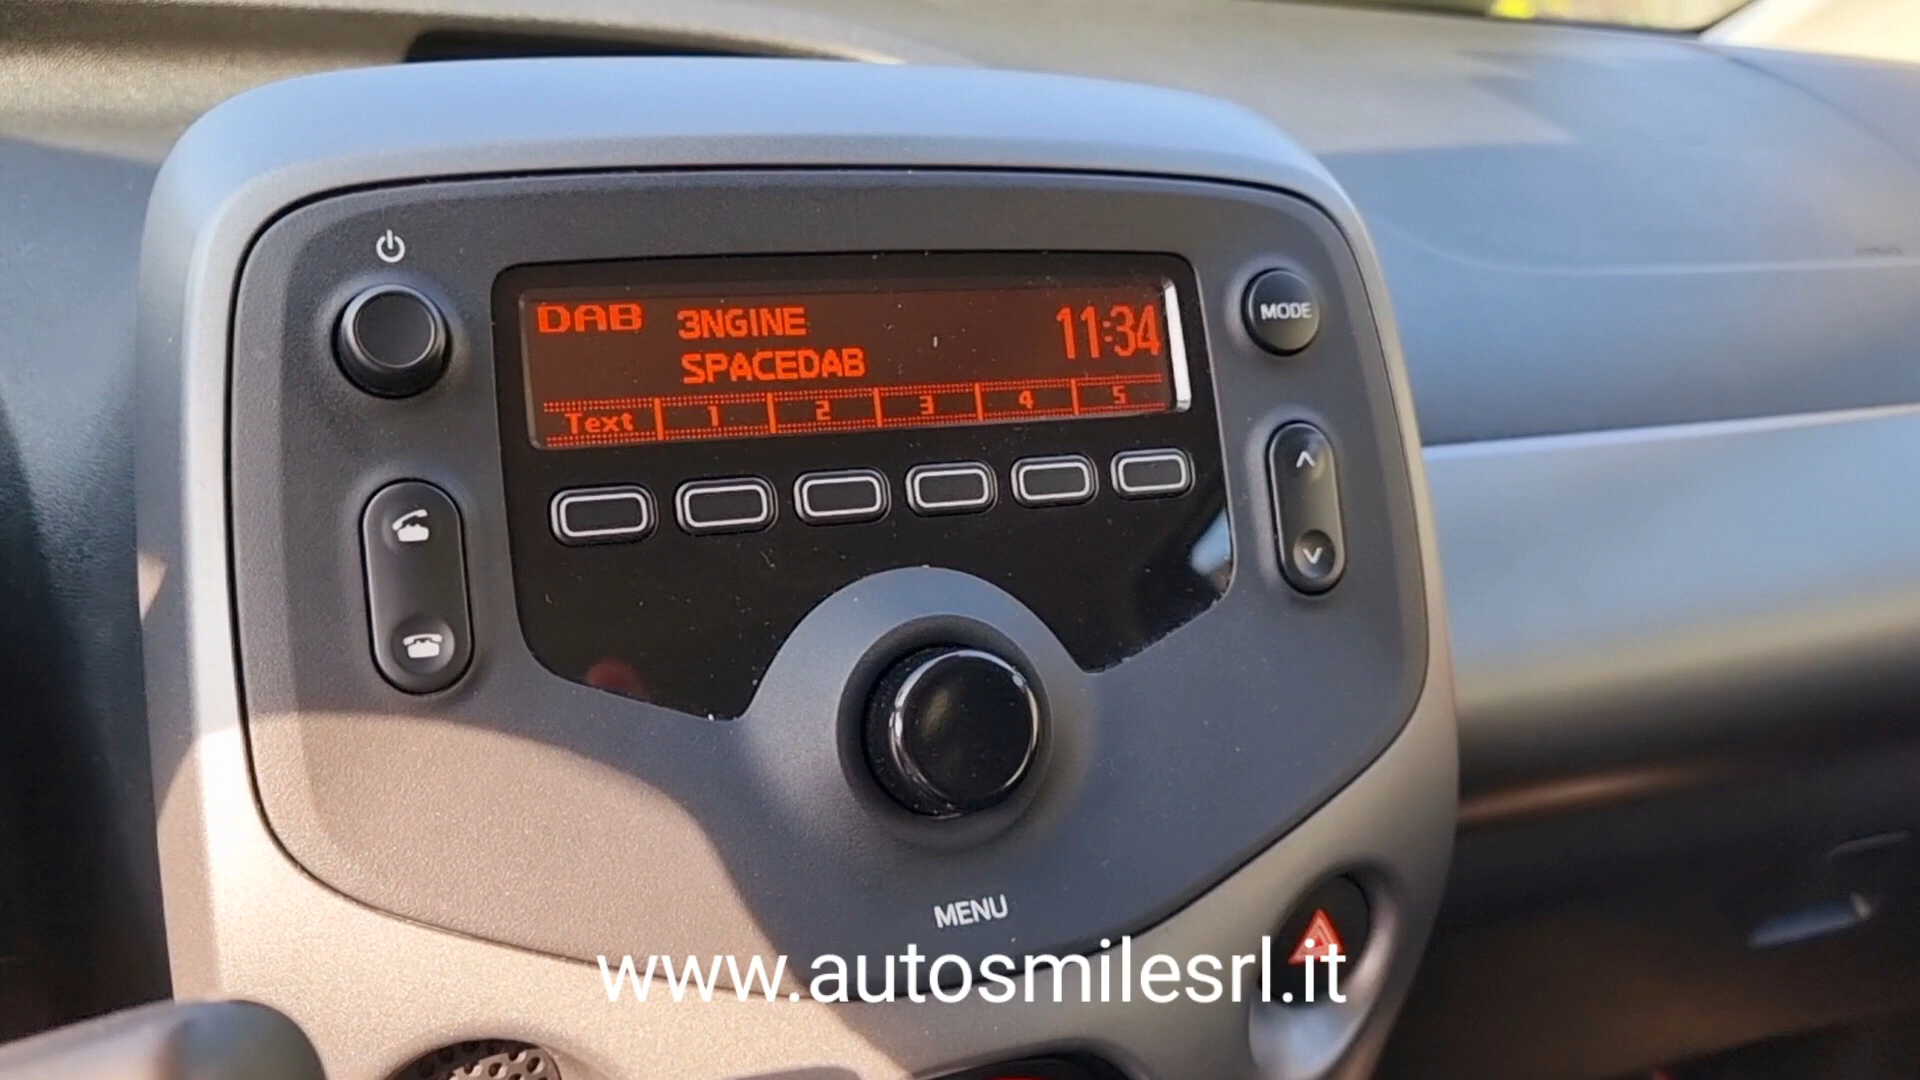 DAB 3NGINE 11:34
SPACEDAB
Text 1 2 3 4 5
MODE
MENU
www.autosmilesrl.it